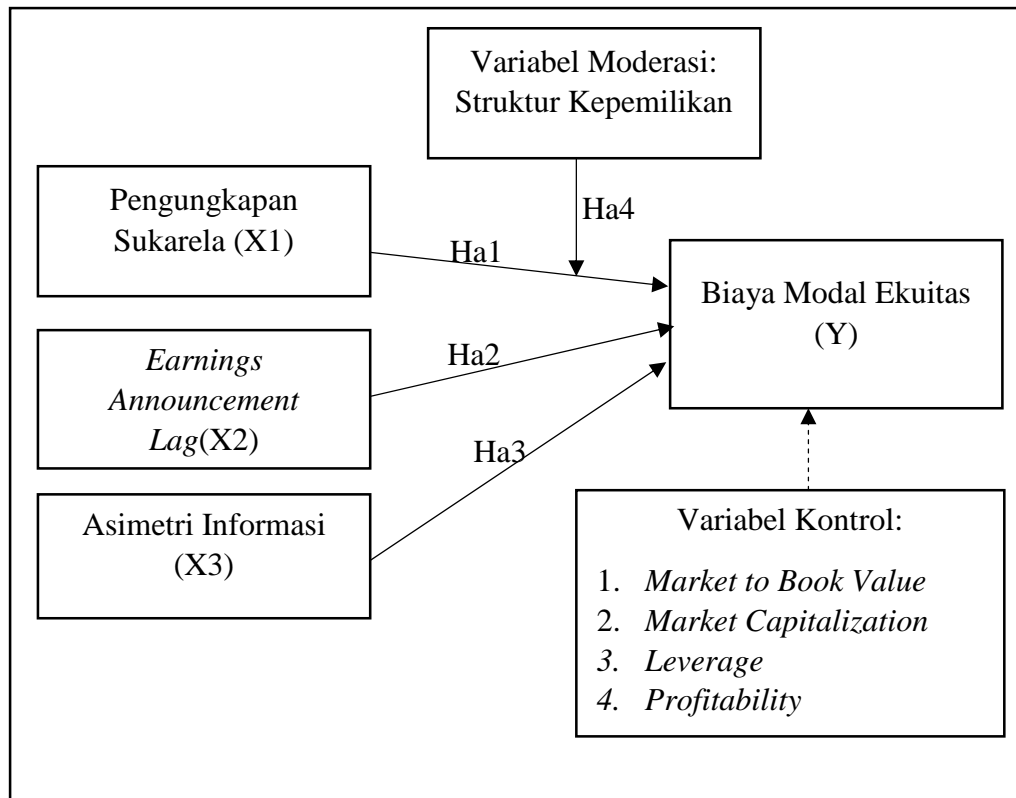 Variabel Moderasi:
Struktur Kepemilikan
Ha4
Pengungkapan
Sukarela (X1)
Ha1
Biaya Modal Ekuitas
(Y)
Earnings
Announcement
Lag(X2)
Ha2
Ha3
Asimetri Informasi
(X3)
Variabel Kontrol:
1. Market to Book Value
2. Market Capitalization
3. Leverage
4. Profitability